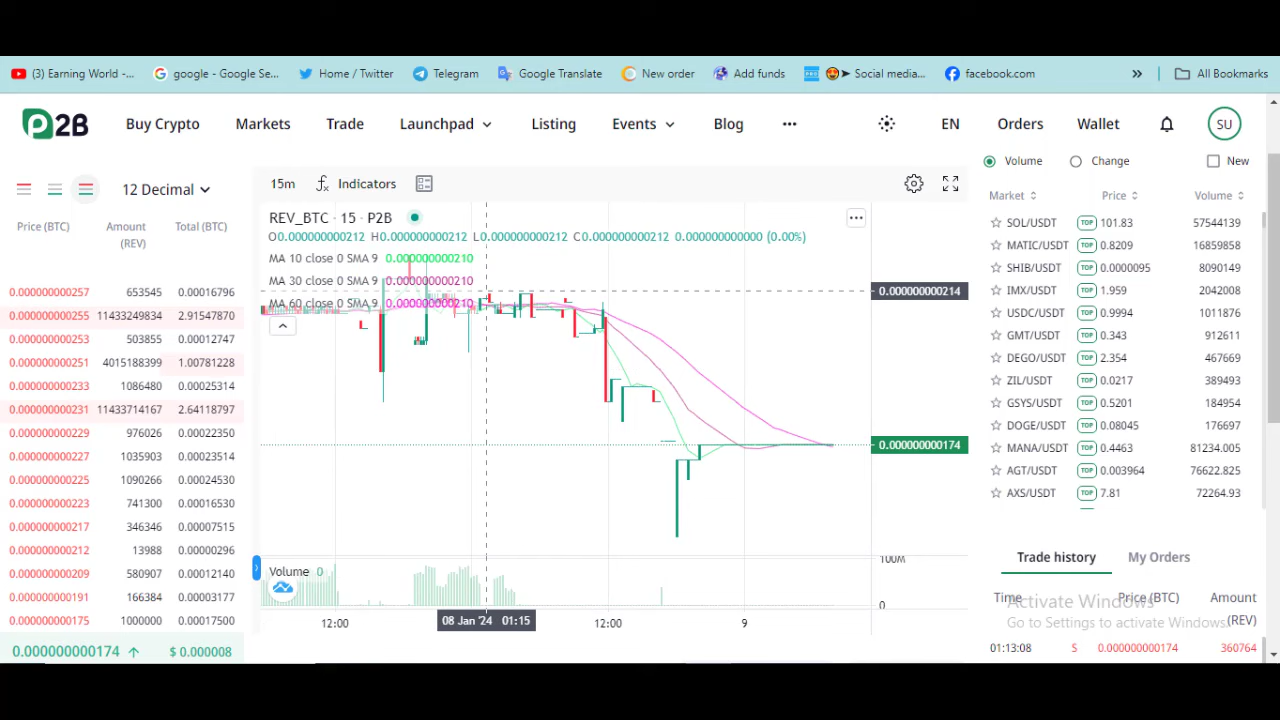 (3) Earning World -...
google - Google Se...
Home / Twitter
Telegram
Google Translate
New order
Add funds
Social media...
facebook.com
»
All Bookmarks
P2B
Buy Crypto
Markets
Trade
Launchpad
Listing
Events
Blog
EN
Orders
Wallet
SU
12 Decimal
Price (BTC) Amount (REV) Total (BTC)
0.000000000257 653545 0.00016796
0.000000000255 11433249834 2.91547870
0.000000000253 503855 0.00012747
0.000000000251 4015188399 1.00781228
0.000000000233 1086480 0.00025314
0.000000000231 11433714167 2.64118797
0.000000000229 976026 0.00022350
0.000000000227 1035903 0.00023514
0.000000000225 1090266 0.00024530
0.000000000223 741300 0.00016530
0.000000000217 346346 0.00007515
0.000000000212 13988 0.00000296
0.000000000209 580907 0.00012140
0.000000000191 166384 0.00003177
0.000000000175 1000000 0.00017500
0.000000000174 ↑ $ 0.000008
15m Indicators
REV_BTC · 15 · P2B
O0.000000000212 H0.000000000212 L0.000000000212 C0.000000000212 0.000000000000 (0.00%)
MA 10 close 0 SMA 9 0.000000000210
MA 30 close 0 SMA 9 0.000000000210
MA 60 close 0 SMA 9 0.000000000210
0.000000000214
0.000000000174
100M
Volume 0
0
12:00
08 Jan '24 01:15
12:00
9
Volume Change New
Market Price Volume
SOL/USDT TOP 101.83 57544139
MATIC/USDT TOP 0.8209 16859858
SHIB/USDT TOP 0.0000095 8090149
IMX/USDT TOP 1.959 2042008
USDC/USDT TOP 0.9994 1011876
GMT/USDT TOP 0.343 912611
DEGO/USDT TOP 2.354 467669
ZIL/USDT TOP 0.0217 389493
GSYS/USDT TOP 0.5201 184954
DOGE/USDT TOP 0.08045 176697
MANA/USDT TOP 0.4463 81234.005
AGT/USDT TOP 0.003964 76622.825
AXS/USDT TOP 7.81 72264.93
Trade history My Orders
Time Price (BTC) Amount (REV)
Activate Windows
Go to Settings to activate Windows.
01:13:08 S 0.000000000174 360764